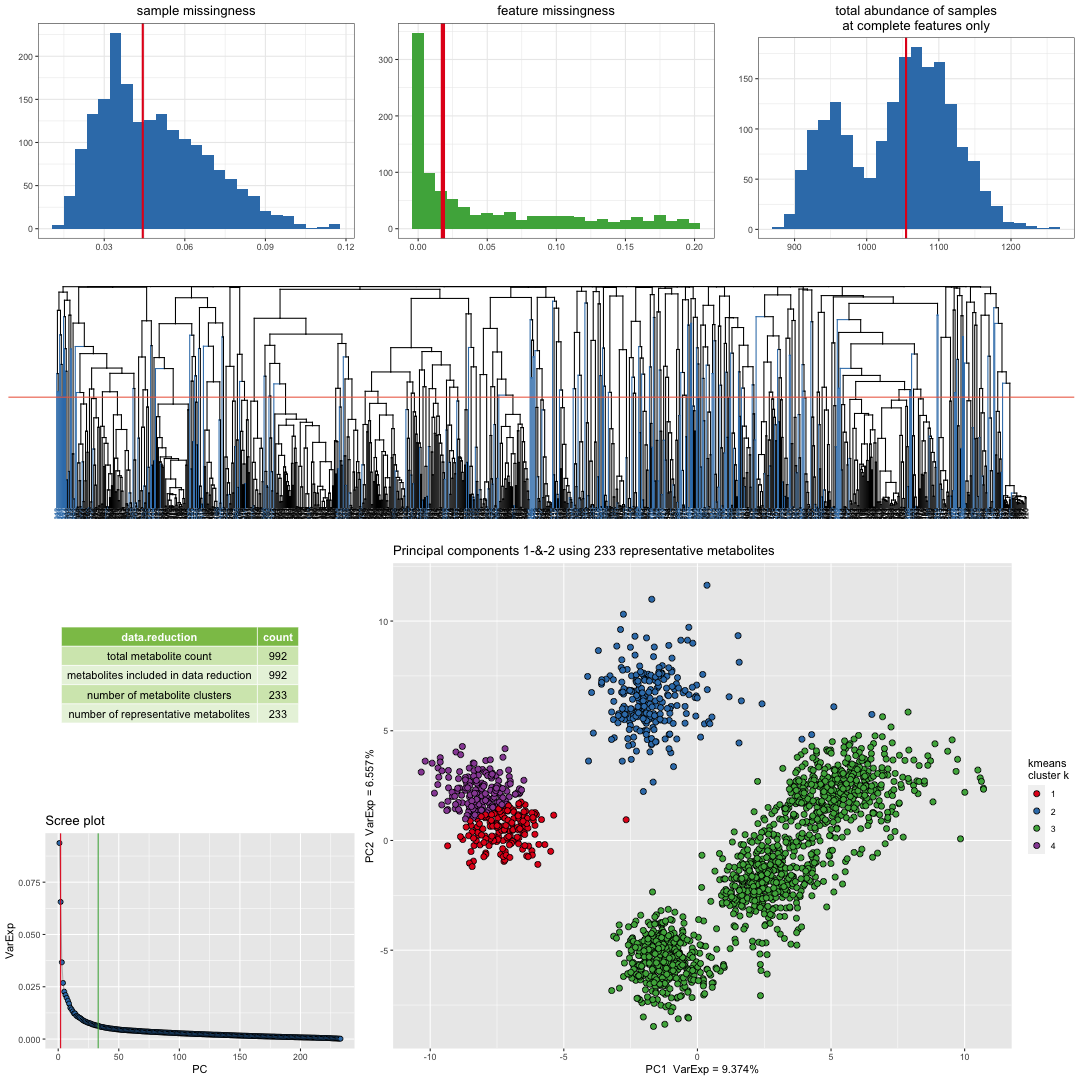 sample missingness
0
50
100
150
200
0.03
0.06
0.09
0.12
feature missingness
0
100
200
300
0.00
0.05
0.10
0.15
0.20
total abundance of samples
at complete features only
0
50
100
150
900
1000
1100
1200
data.reduction count
total metabolite count 992
metabolites included in data reduction 992
number of metabolite clusters 233
number of representative metabolites 233
Scree plot
VarExp
0.075
0.050
0.025
0.000
0
50
100
150
200
PC
Principal components 1-&-2 using 233 representative metabolites
PC2 VarExp = 6.557%
10
5
0
-5
-10
-5
0
5
10
PC1 VarExp = 9.374%
kmeans
cluster k
1
2
3
4